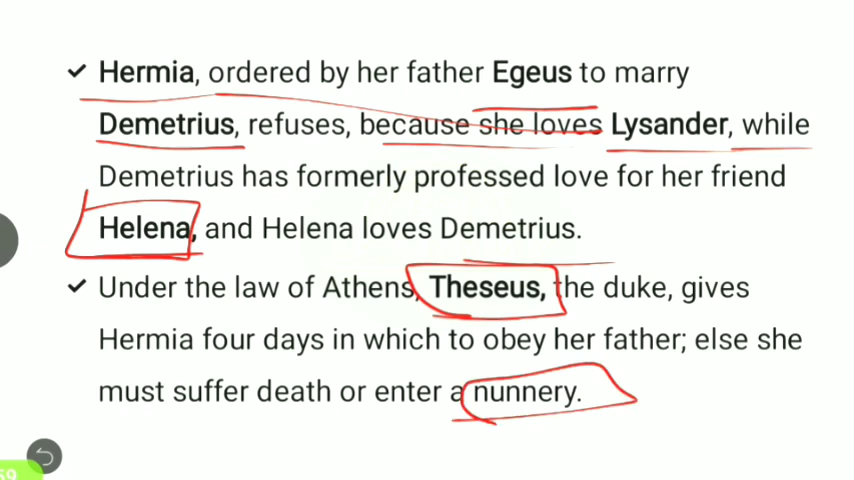 ✔ Hermia, ordered by her father Egeus to marry
Demetrius, refuses, because she loves Lysander, while
Demetrius has formerly professed love for her friend
Helena, and Helena loves Demetrius.
✔ Under the law of Athens, Theseus, the duke, gives
Hermia four days in which to obey her father; else she
must suffer death or enter a nunnery.
59